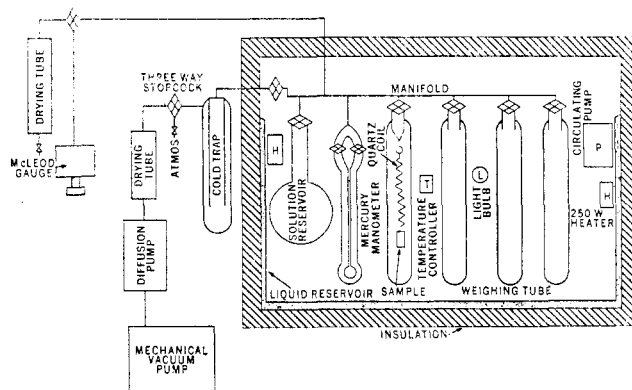 DRYING TUBE
McLEOD
GAUGE
THREE WAY
STOPCOCK
DRYING
TUBE
ATMOS
COLD TRAP
DIFFUSION
PUMP
MECHANICAL
VACUUM
PUMP
MANIFOLD
H
SOLUTION
RESERVOIR
MERCURY
MANOMETER
QUARTZ
COIL
T
TEMPERATURE
CONTROLLER
L
LIGHT
BULB
CIRCULATING
PUMP
P
H
250 W
HEATER
LIQUID RESERVOIR
SAMPLE
WEIGHING TUBE
INSULATION